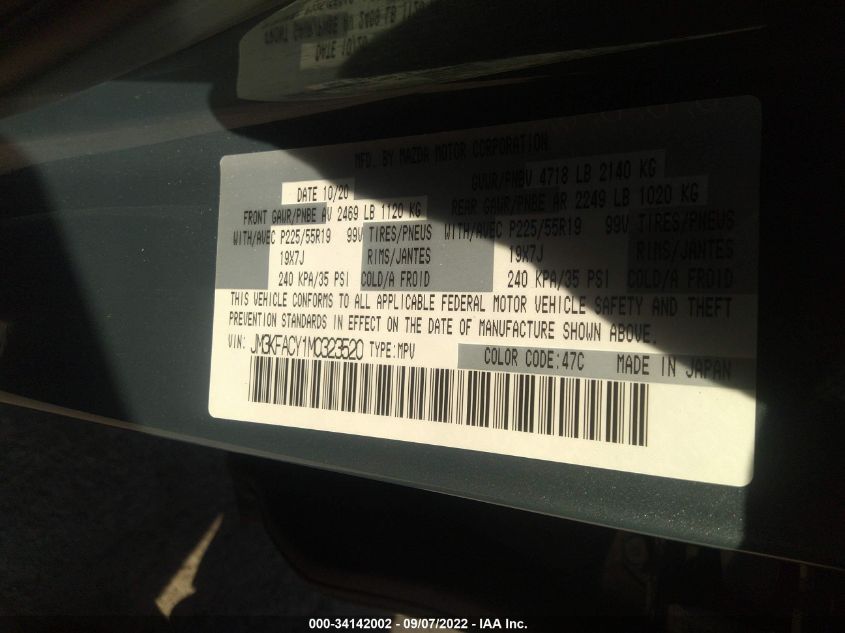 MFD. BY MAZDA MOTOR CORPORATION
DATE 10/20 GVWR/PNBV 4718 LB 2140 KG
FRONT GAWR/PNBE AV 2469 LB 1120 KG REAR GAWR/PNBE AR 2249 LB 1020 KG
WITH/AVEC P225/55R19 99V TIRES/PNEUS WITH/AVEC P225/55R19 99V TIRES/PNEUS
19X7J RIMS/JANTES 19X7J RIMS/JANTES
240 KPA/35 PSI COLD/A FROID 240 KPA/35 PSI COLD/A FROID
THIS VEHICLE CONFORMS TO ALL APPLICABLE FEDERAL MOTOR VEHICLE SAFETY AND THEFT
PREVENTION STANDARDS IN EFFECT ON THE DATE OF MANUFACTURE SHOWN ABOVE.
VIN: JM3KFACY1M0323520 TYPE:MPV COLOR CODE:47C MADE IN JAPAN
000-34142002 - 09/07/2022 - IAA Inc.